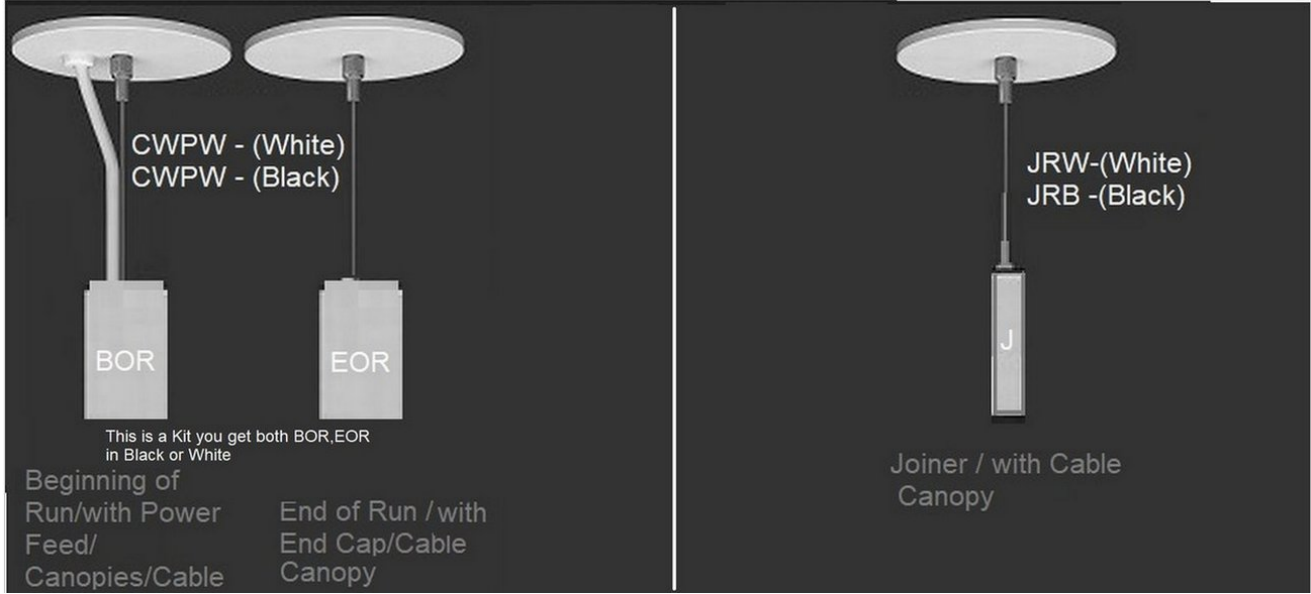 CWPW - (White)
CWPW - (Black)
BOR
EOR
This is a Kit you get both BOR,EOR
in Black or White
Beginning of
Run/with Power
Feed/
Canopies/Cable
End of Run / with
End Cap/Cable
Canopy
JRW-(White)
JRB -(Black)
J
Joiner / with Cable
Canopy